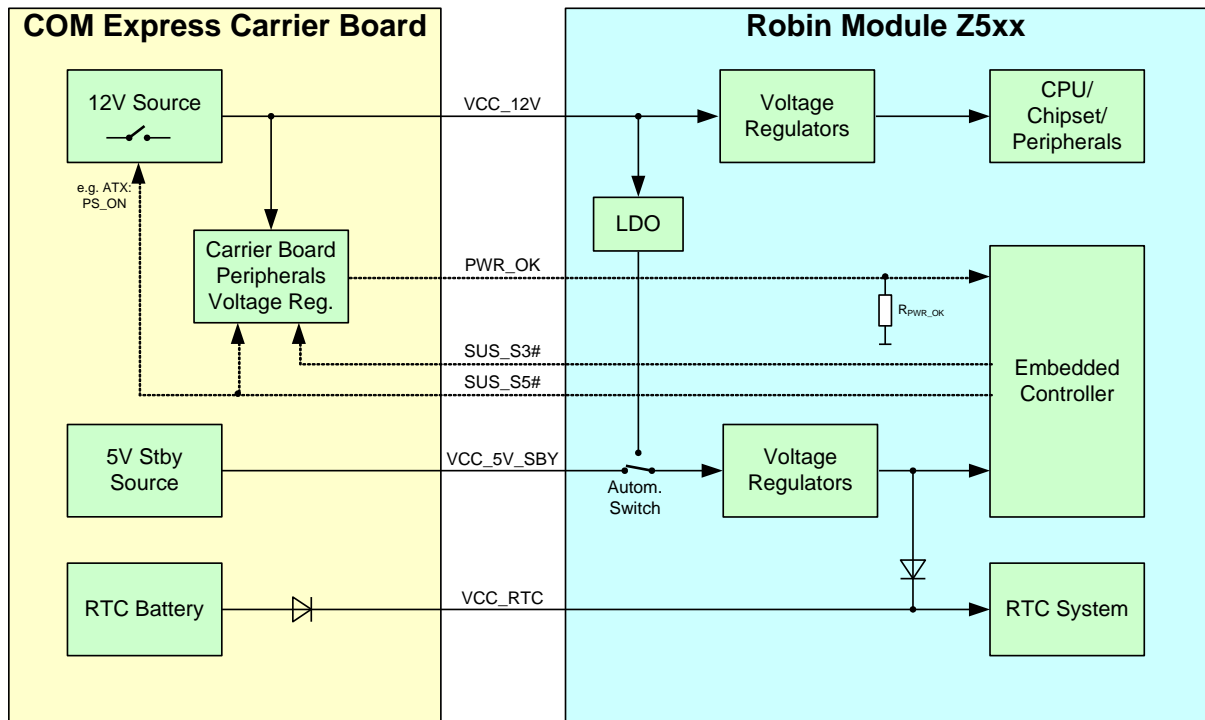 COM Express Carrier Board
Robin Module Z5xx
12V Source
VCC_12V
Voltage
Regulators
CPU/
Chipset/
Peripherals
e.g. ATX:
PS_ON
LDO
Carrier Board
Peripherals
Voltage Reg.
PWR_OK
RPWR_OK
SUS_S3#
SUS_S5#
Embedded
Controller
5V Stby
Source
VCC_5V_SBY
Autom.
Switch
Voltage
Regulators
RTC Battery
VCC_RTC
RTC System